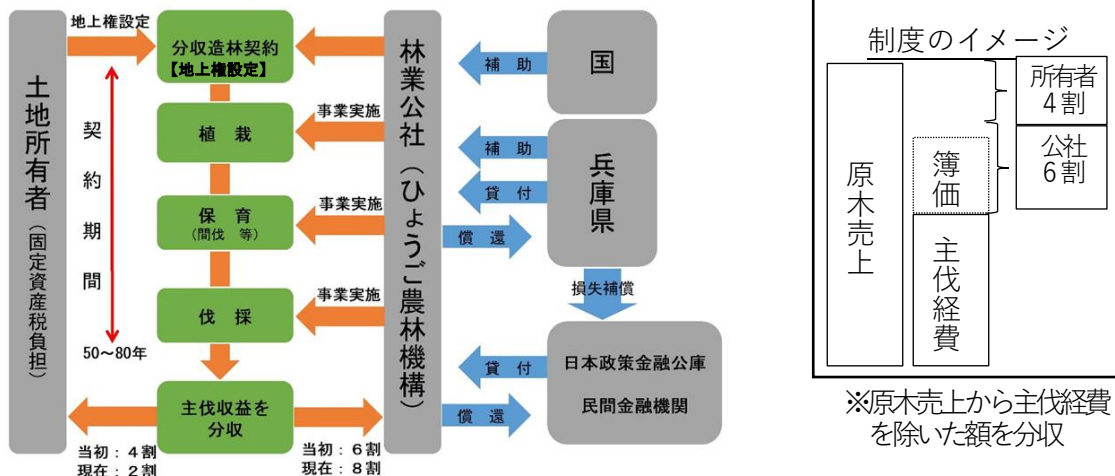 地上権設定
土地所有者（固定資産税負担）
契約期間
50～80年
分収造林契約
【地上権設定】
植 栽
保 育
（間伐 等）
伐 採
主伐収益を
分収
当初：4割
現在：2割
当初：6割
現在：8割
事業実施
事業実施
事業実施
林業公社（ひょうご農林機構）
補 助
国
補 助
貸 付
償 還
兵庫県
損失補償
貸 付
償 還
日本政策金融公庫
民間金融機関
制度のイメージ
原木売上
簿価
主伐経費
所有者
4割
公社
6割
※原木売上から主伐経費
を除いた額を分収